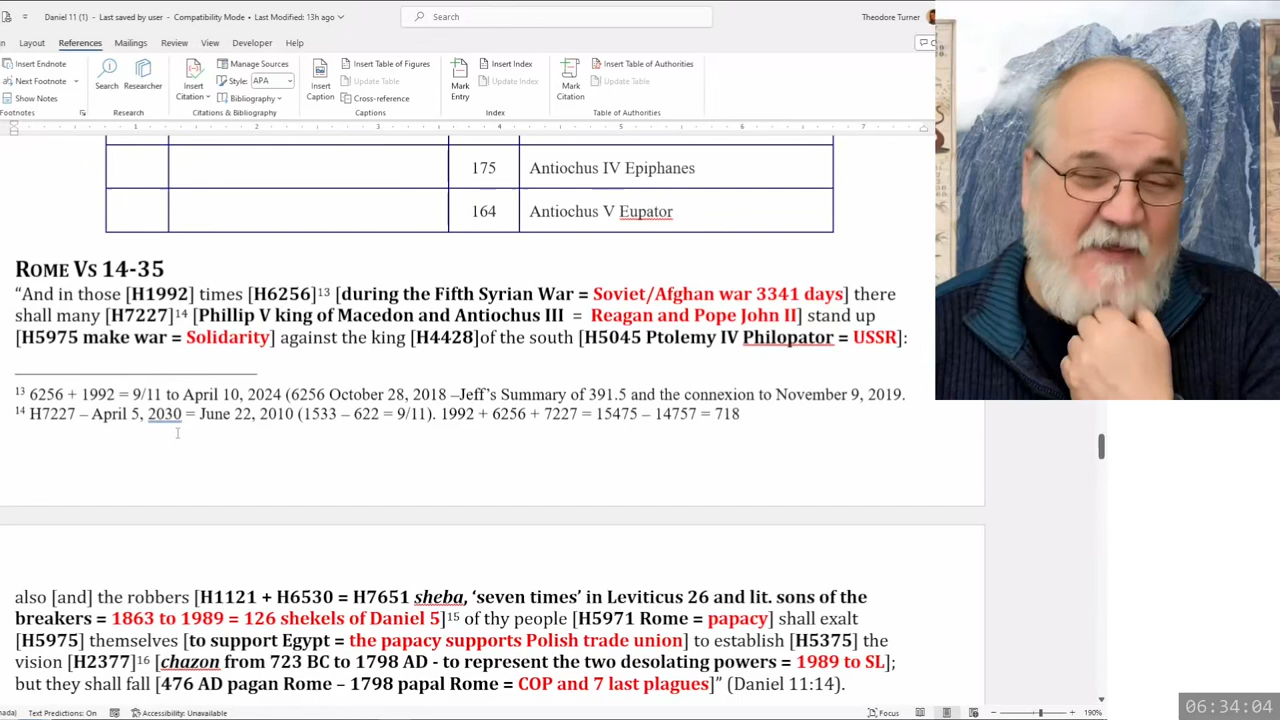 Daniel 11 (1) - Last saved by user - Compatibility Mode • Last Modified: 13h ago
Search
Theodore Turner
Layout References Mailings Review View Developer Help
Insert Endnote
Next Footnote
Show Notes
Footnotes
Search
Researcher
Research
Insert Citation
Manage Sources
Style: APA
Bibliography
Citations & Bibliography
Insert Caption
Insert Table of Figures
Update Table
Cross-reference
Captions
Mark Entry
Insert Index
Update Index
Index
Mark Citation
Insert Table of Authorities
Update Table
Table of Authorities
1 2 3 4 5 6 7
175 Antiochus IV Epiphanes
164 Antiochus V Eupator
ROME VS 14-35
“And in those [H1992] times [H6256]13 [during the Fifth Syrian War = Soviet/Afghan war 3341 days] there
shall many [H7227]14 [Phillip V king of Macedon and Antiochus III = Reagan and Pope John II] stand up
[H5975 make war = Solidarity] against the king [H4428]of the south [H5045 Ptolemy IV Philopator = USSR]:
13 6256 + 1992 = 9/11 to April 10, 2024 (6256 October 28, 2018 –Jeff’s Summary of 391.5 and the connexion to November 9, 2019.
14 H7227 – April 5, 2030 = June 22, 2010 (1533 – 622 = 9/11). 1992 + 6256 + 7227 = 15475 – 14757 = 718
also [and] the robbers [H1121 + H6530 = H7651 sheba, ‘seven times’ in Leviticus 26 and lit. sons of the
breakers = 1863 to 1989 = 126 shekels of Daniel 5]15 of thy people [H5971 Rome = papacy] shall exalt
[H5975] themselves [to support Egypt = the papacy supports Polish trade union] to establish [H5375] the
vision [H2377]16 [chazon from 723 BC to 1798 AD - to represent the two desolating powers = 1989 to SL];
but they shall fall [476 AD pagan Rome – 1798 papal Rome = COP and 7 last plagues]” (Daniel 11:14).
Text Predictions: On
Accessibility: Unavailable
Focus
190%
06:34:04